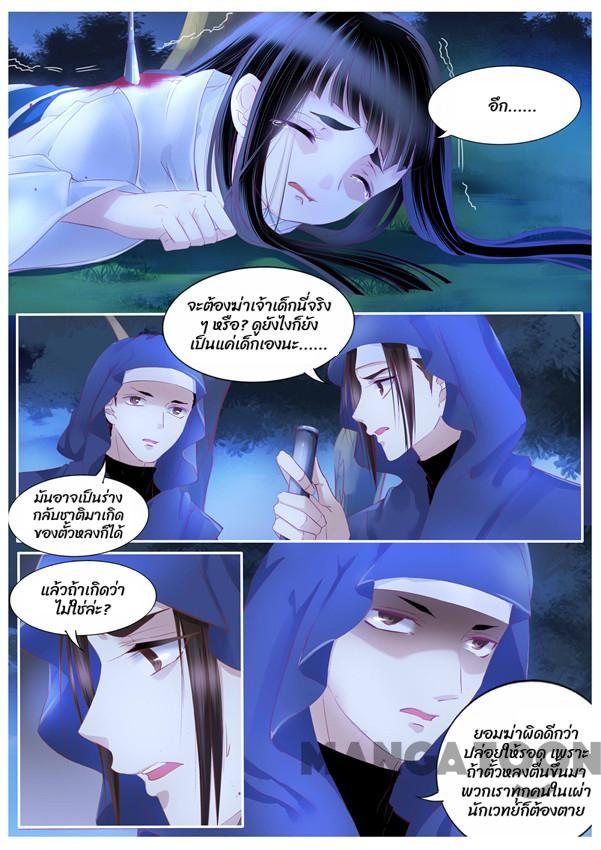 อึก......
จะต้องฆ่าเจ้าเด็กนี่จริง
ๆ หรือ? ดูยังไงก็ยัง
เป็นแค่เด็กเองนะ......
มันอาจเป็นร่าง
กลับชาติมาเกิด
ของตั้วหลงก็ได้
แล้วถ้าเกิดว่า
ไม่ใช่ล่ะ?
ยอมฆ่าผิดดีกว่า
ปล่อยให้รอด เพราะ
ถ้าตั้วหลงตื่นขึ้นมา
พวกเราทุกคนในเผ่า
นักเวทย์ก็ต้องตาย
MANGATOON